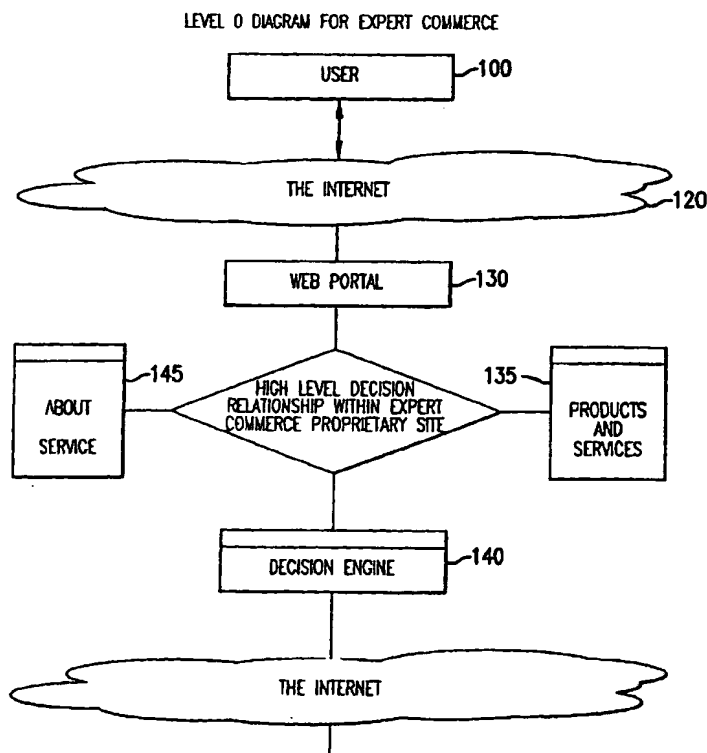 LEVEL 0 DIAGRAM FOR EXPERT COMMERCE
USER
100
THE INTERNET
120
WEB PORTAL
130
145
ABOUT
SERVICE
HIGH LEVEL DECISION
RELATIONSHIP WITHIN EXPERT
COMMERCE PROPRIETARY SITE
135
PRODUCTS
AND
SERVICES
DECISION ENGINE
140
THE INTERNET